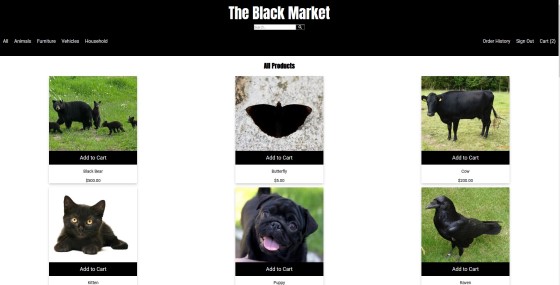 The Black Market
All Animals Furniture Vehicles Household
Order History Sign Out Cart (2)
All Products
Add to Cart Add to Cart Add to Cart
Black Bear Butterfly Cow
$500.00 $5.00 $200.00
Add to Cart Add to Cart Add to Cart
Kitten Puppy Raven